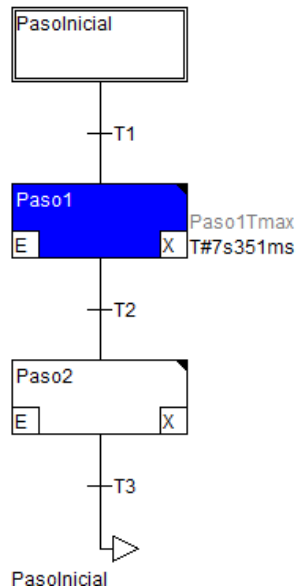 PasoInicial
T1
Paso1
Paso1Tmax
E
X
T#7s351ms
T2
Paso2
E
X
T3
PasoInicial